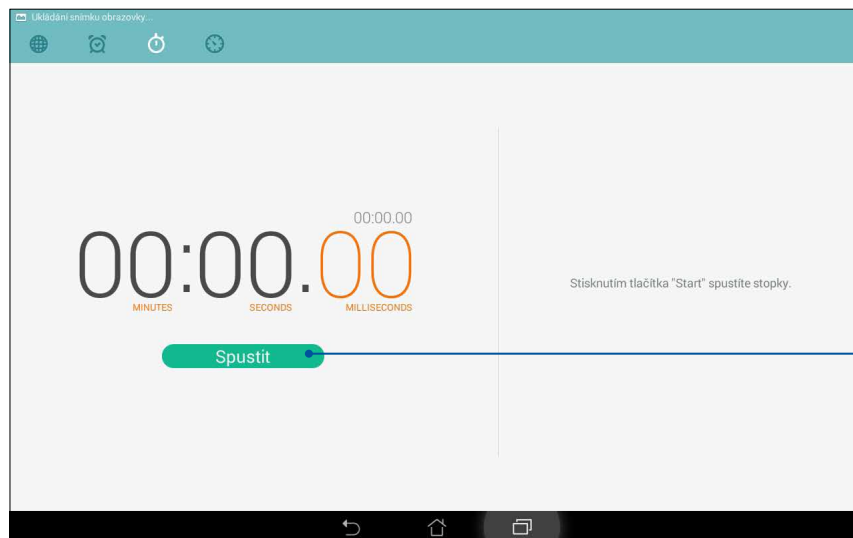 Ukládání snímku obrazovky...
00:00.00
00:00.00
MINUTES SECONDS MILLISECONDS
Spustit
Stisknutím tlačítka "Start" spustíte stopky.